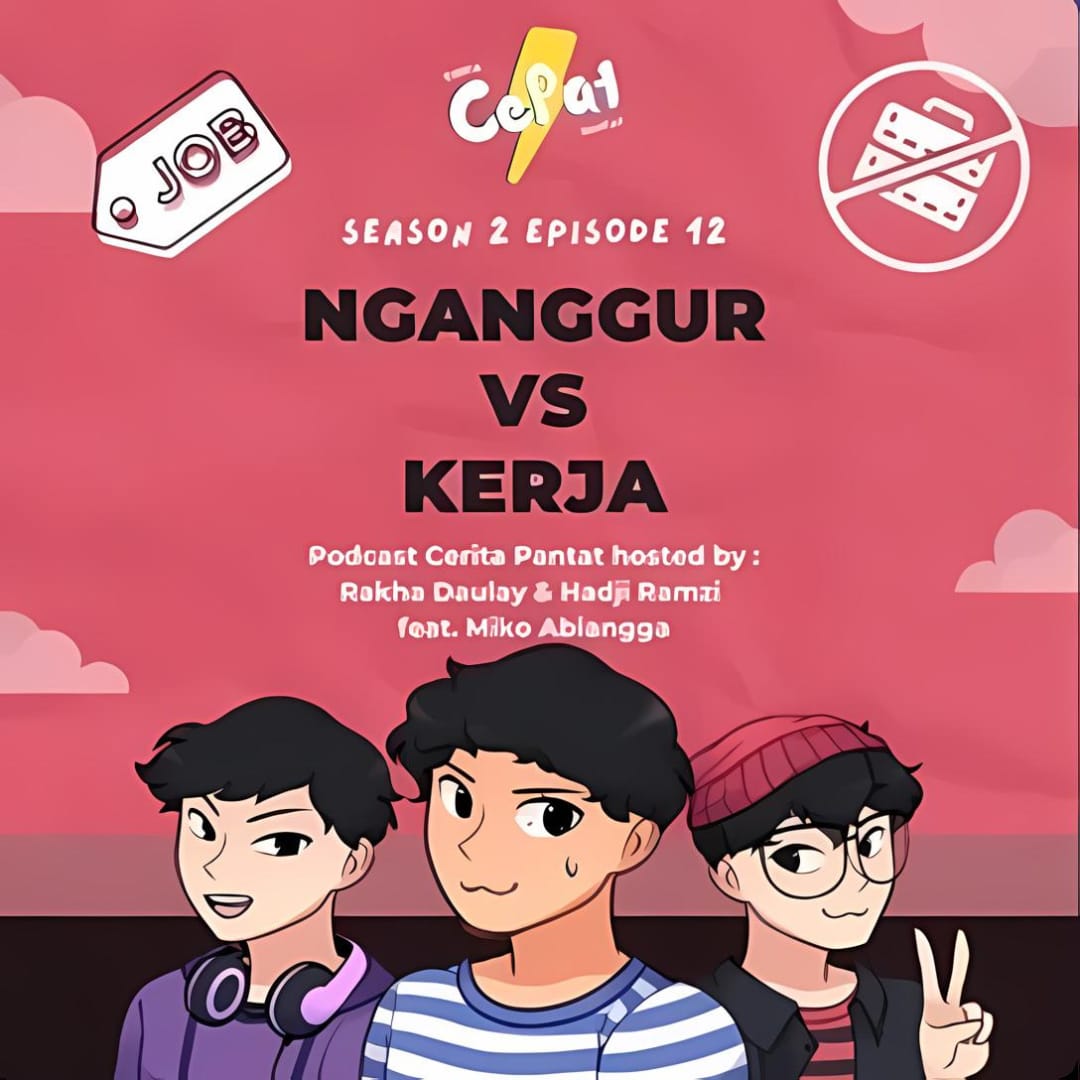 JOB
CePat
SEASON 2 EPISODE 12
NGANGGUR
VS
KERJA
Podcast Cerita Pantat hosted by :
Rakha Daulay & Hadji Ramzi
feat. Miko Ablangga